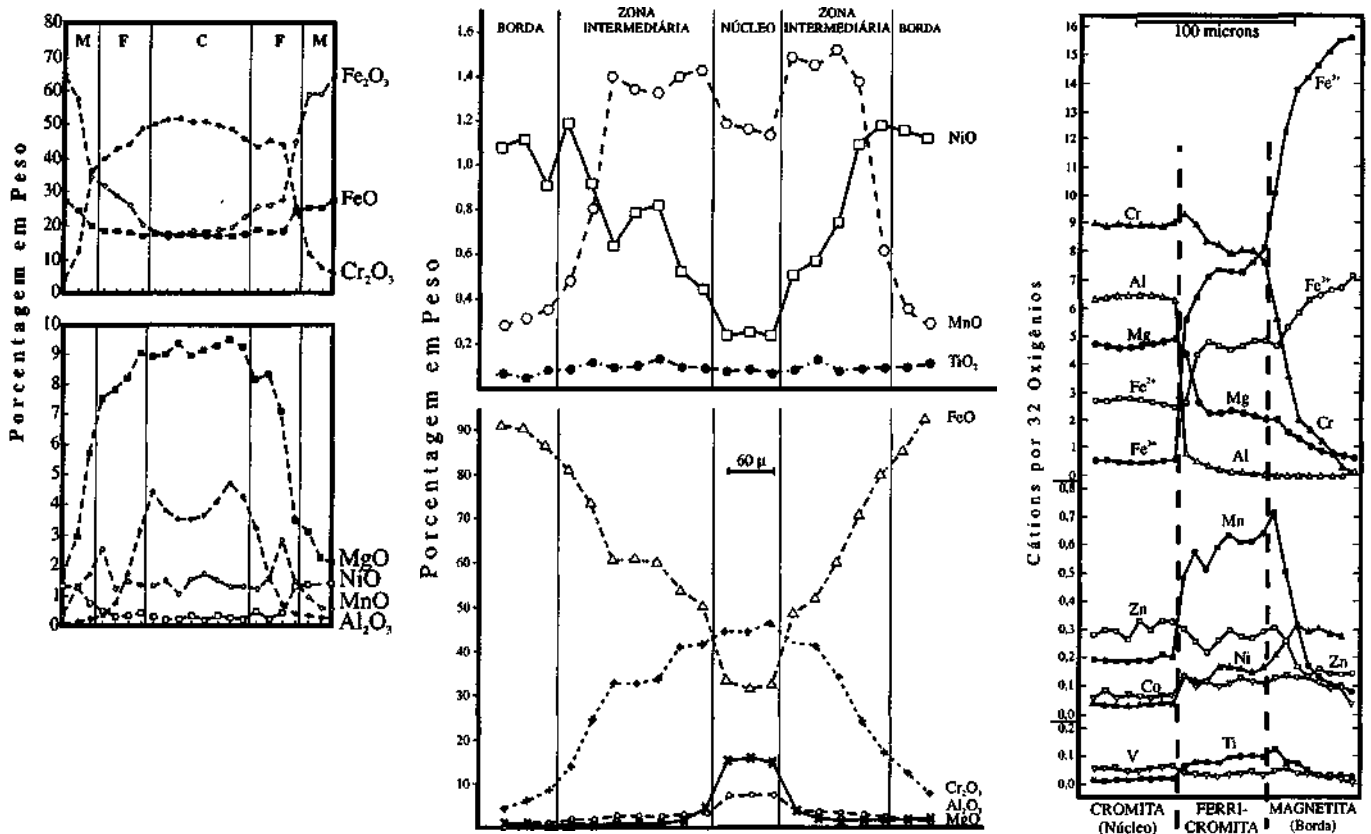 Porcentagem em Peso
80
70
60
50
40
30
20
10
0
M F C F M
Fe₂O₃
FeO
Cr₂O₃
10
9
8
7
6
5
4
3
2
1
0
MgO
NiO
MnO
Al₂O₃
Porcentagem em Peso
BORDA
ZONA INTERMEDIÁRIA
NÚCLEO
ZONA INTERMEDIÁRIA
BORDA
1.6
1.4
1.2
1.0
0.8
0.6
0.4
0.2
NiO
MnO
TiO₂
90
80
70
60
50
40
30
20
10
60 μ
FeO
Cr₂O₃
Al₂O₃
MgO
Cátions por 32 Oxigênios
16
15
14
13
12
11
10
9
8
7
6
5
4
3
2
1
0
100 microns
Fe³⁺
Cr
Al
Fe²⁺
Mg
Fe²⁺
Mg
Cr
Fe³⁺
Al
0,8
0,7
0,6
0,5
0,4
0,3
0,2
0,1
0,0
Mn
Zn
Ni
Zn
Co
0,2
0,1
0,0
V
Ti
CROMITA
(Núcleo)
FERRI-
CROMITA
MAGNETITA
(Borda)